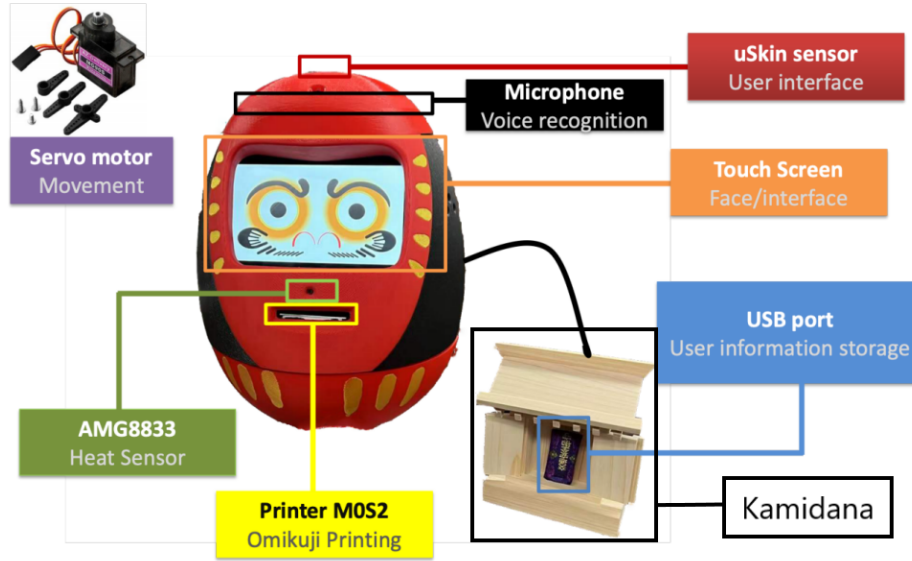 uSkin sensor
User interface
Microphone
Voice recognition
Servo motor
Movement
Touch Screen
Face/interface
USB port
User information storage
AMG8833
Heat Sensor
Printer M0S2
Omikuji Printing
Kamidana